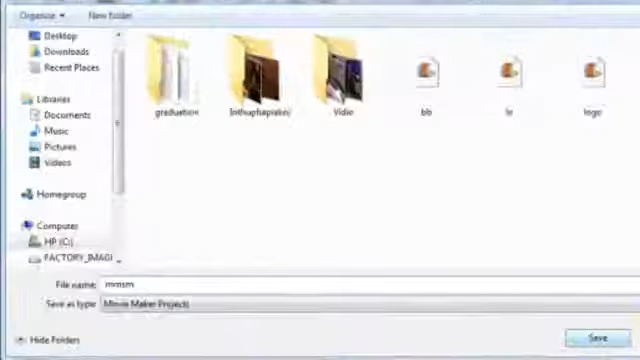 Organize New folder
Desktop
Downloads
Recent Places
Libraries
Documents
Music
Pictures
Videos
Homegroup
Computer
HP (C:)
FACTORY_IMAGI
graduation
Vidio
bb
logo
File name: mmsm
Save as type: Movie Maker Projects
Hide Folders
Save